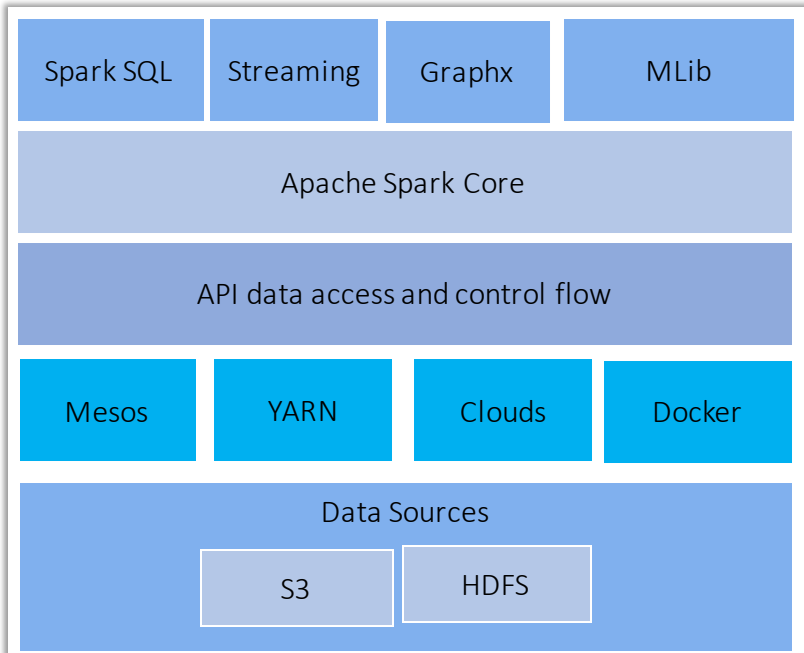 Spark SQL
Streaming
Graphx
MLib
Apache Spark Core
API data access and control flow
Mesos
YARN
Clouds
Docker
Data Sources
S3
HDFS